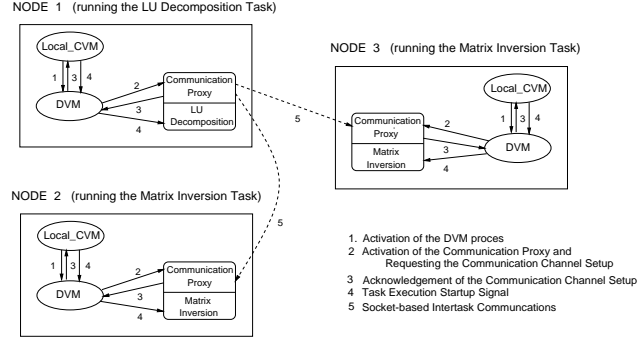 NODE 1 (running the LU Decomposition Task)
Local_CVM
1 3 4
DVM
2
3
4
Communication
Proxy
LU
Decomposition
5
NODE 3 (running the Matrix Inversion Task)
Local_CVM
1 3 4
DVM
2
3
4
Communication
Proxy
Matrix
Inversion
NODE 2 (running the Matrix Inversion Task)
5
Local_CVM
1 3 4
DVM
2
3
4
Communication
Proxy
Matrix
Inversion
1. Activation of the DVM proces
2 Activation of the Communication Proxy and
Requesting the Communication Channel Setup
3 Acknowledgement of the Communication Channel Setup
4 Task Execution Startup Signal
5 Socket-based Intertask Communcations